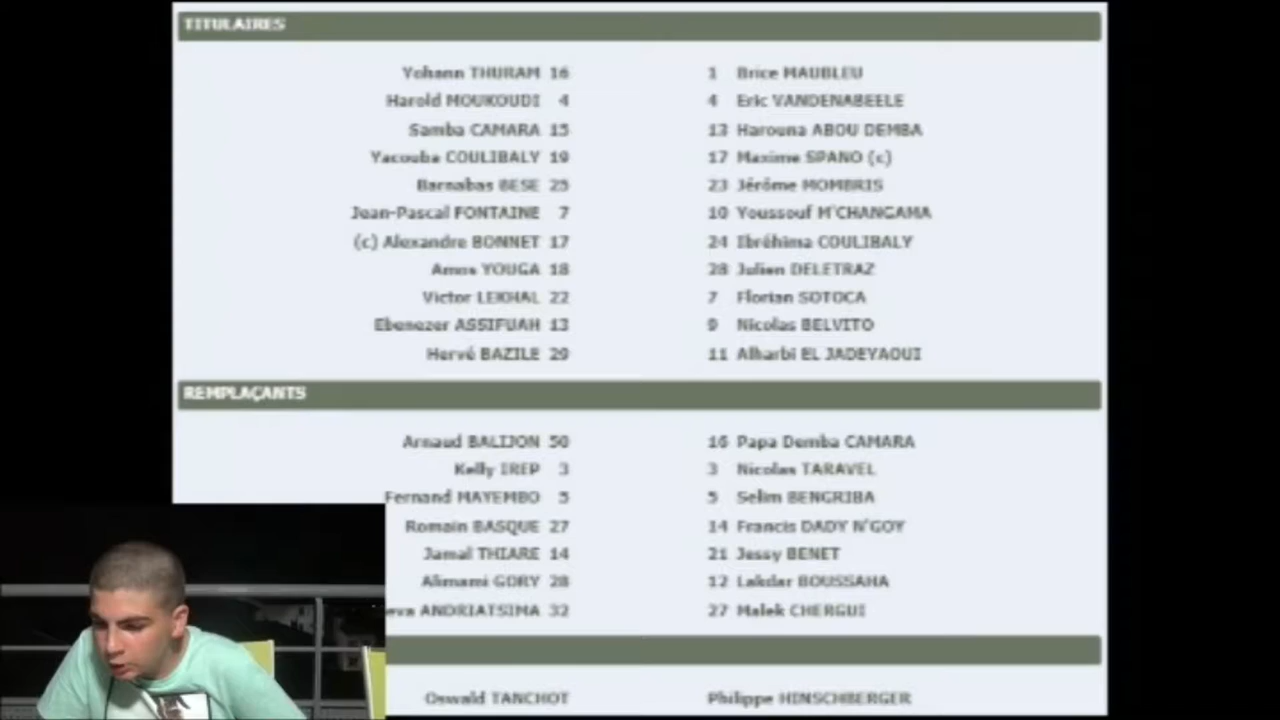 TITULAIRES
Yohann THURAM 16 1 Brice MAUBLEU
Harold MOUKOUDI 4 4 Eric VANDENABEELE
Samba CAMARA 15 13 Harouna ABOU DEMBA
Yacouba COULIBALY 19 17 Maxime SPANO (c)
Barnabas BESE 25 23 Jérôme MOMBRIS
Jean-Pascal FONTAINE 7 10 Youssouf M'CHANGAMA
(c) Alexandre BONNET 17 24 Ibréhima COULIBALY
Amos YOUGA 18 28 Julien DELETRAZ
Victor LEKHAL 22 7 Florian SOTOCA
Ebenezer ASSIFUAH 13 9 Nicolas BELVITO
Hervé BAZILE 29 11 Alharbi EL JADEYAOUI
REMPLAÇANTS
Arnaud BALIJON 50 16 Papa Demba CAMARA
Kelly IREP 3 3 Nicolas TARAVEL
Fernand MAYEMBO 5 5 Selim BENGRIBA
Romain BASQUE 27 14 Francis DADY N'GOY
Jamal THIARE 14 21 Jessy BENET
Alimami GORY 28 12 Lakdar BOUSSAHA
eva ANDRIATSIMA 32 27 Malek CHERGUI
Oswald TANCHOT Philippe HINSCHBERGER